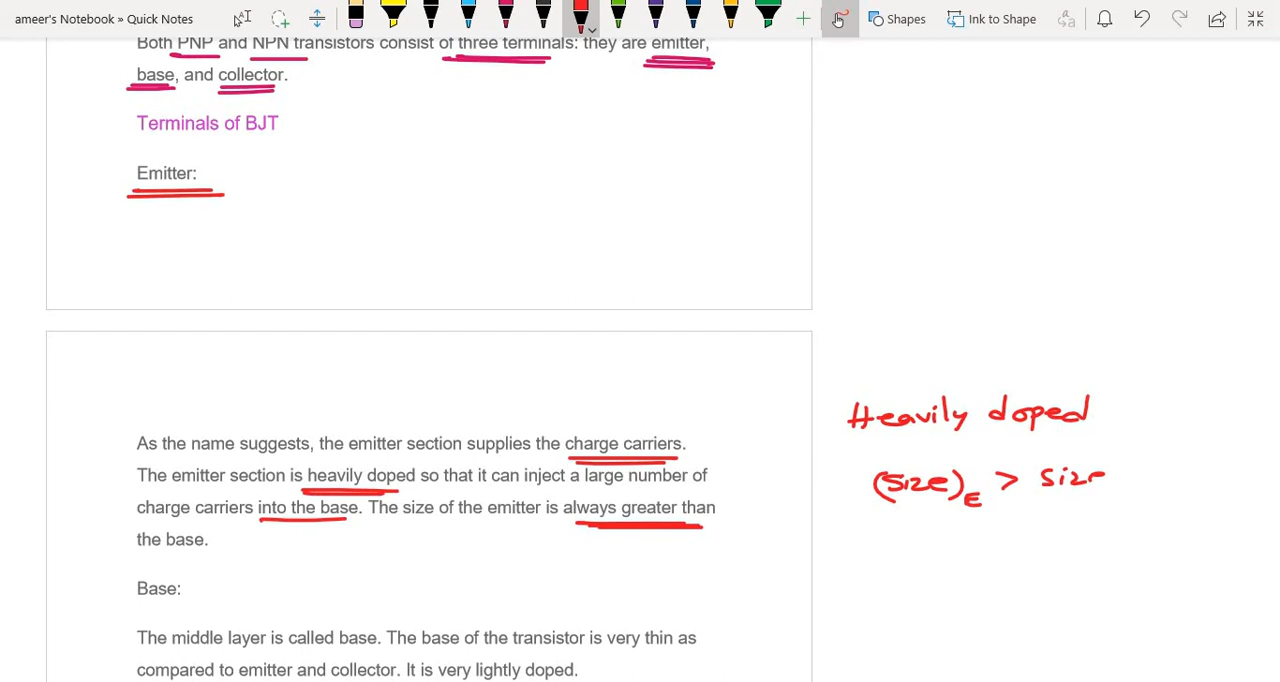 ameer's Notebook » Quick Notes
Shapes
Ink to Shape
Both PNP and NPN transistors consist of three terminals: they are emitter,
base, and collector.
Terminals of BJT
Emitter:
As the name suggests, the emitter section supplies the charge carriers.
The emitter section is heavily doped so that it can inject a large number of
charge carriers into the base. The size of the emitter is always greater than
the base.
Heavily doped
(size)E > size
Base:
The middle layer is called base. The base of the transistor is very thin as
compared to emitter and collector. It is very lightly doped.